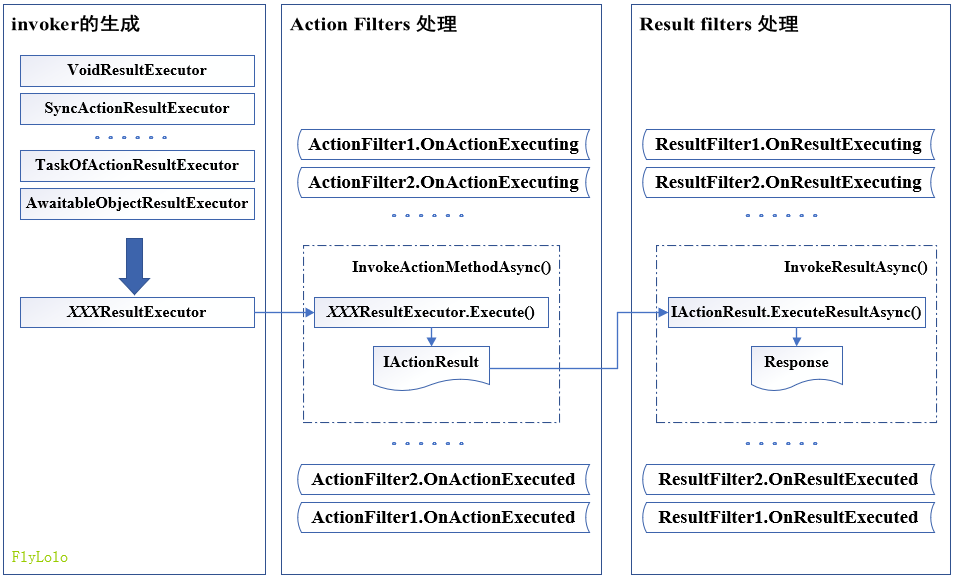 invoker的生成
VoidResultExecutor
SyncActionResultExecutor
TaskOfActionResultExecutor
AwaitableObjectResultExecutor
XXXResultExecutor
FlyLolo
Action Filters 处理
ActionFilter1.OnActionExecuting
ActionFilter2.OnActionExecuting
InvokeActionMethodAsync()
XXXResultExecutor.Execute()
IActionResult
ActionFilter2.OnActionExecuted
ActionFilter1.OnActionExecuted
Result filters 处理
ResultFilter1.OnResultExecuting
ResultFilter2.OnResultExecuting
InvokeResultAsync()
IActionResult.ExecuteResultAsync()
Response
ResultFilter2.OnResultExecuted
ResultFilter1.OnResultExecuted